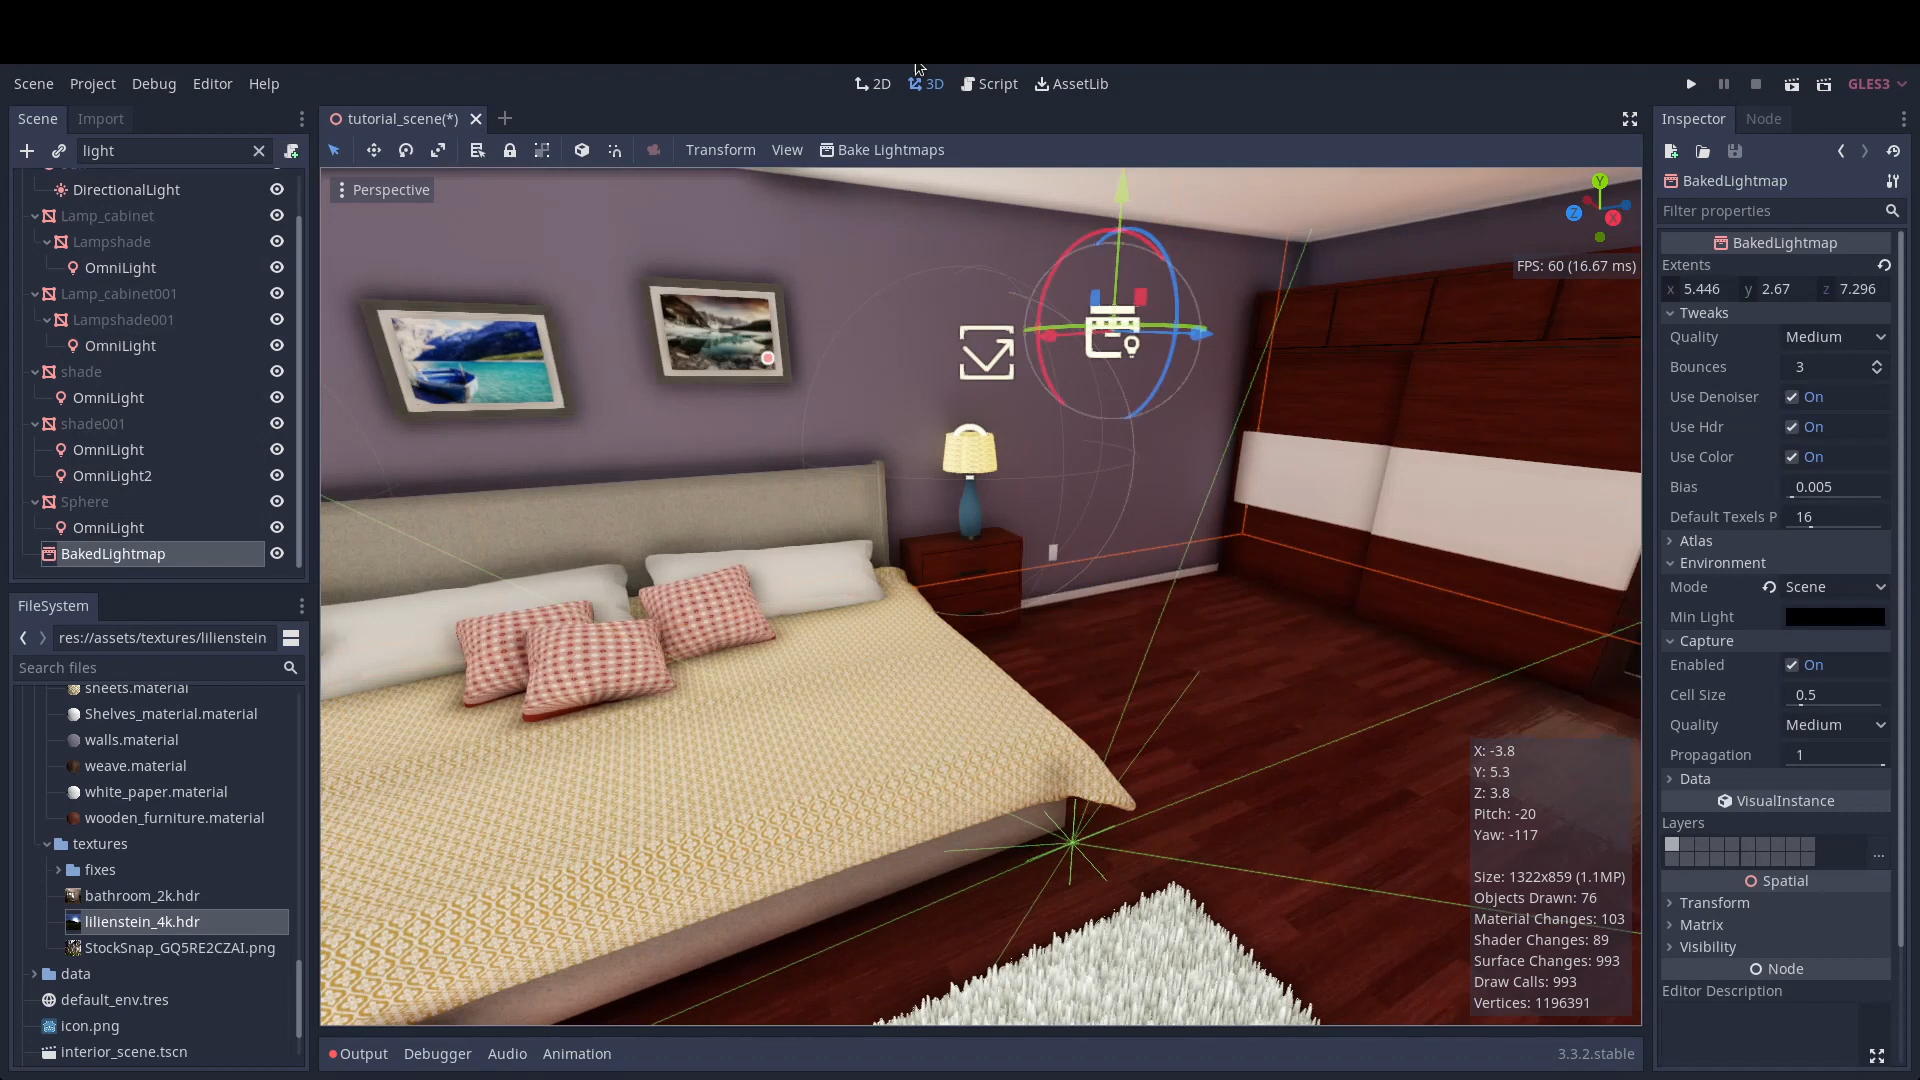 Scene Project Debug Editor Help
2D 3D Script AssetLib
GLES3
Scene Import
light
DirectionalLight
Lamp_cabinet
Lampshade
OmniLight
Lamp_cabinet001
Lampshade001
OmniLight
shade
OmniLight
shade001
OmniLight
OmniLight2
Sphere
OmniLight
BakedLightmap
FileSystem
res://assets/textures/lilienstein
Search files
sheets.material
Shelves_material.material
walls.material
weave.material
white_paper.material
wooden_furniture.material
textures
fixes
bathroom_2k.hdr
lilienstein_4k.hdr
StockSnap_GQ5RE2CZAI.png
data
default_env.tres
icon.png
interior_scene.tscn
tutorial_scene(*)
Transform View Bake Lightmaps
Perspective
Y
Z
X
FPS: 60 (16.67 ms)
X: -3.8
Y: 5.3
Z: 3.8
Pitch: -20
Yaw: -117
Size: 1322x859 (1.1MP)
Objects Drawn: 76
Material Changes: 103
Shader Changes: 89
Surface Changes: 993
Draw Calls: 993
Vertices: 1196391
Output Debugger Audio Animation
3.3.2.stable
Inspector Node
BakedLightmap
Filter properties
BakedLightmap
Extents
x 5.446 y 2.67 z 7.296
Tweaks
Quality Medium
Bounces 3
Use Denoiser On
Use Hdr On
Use Color On
Bias 0.005
Default Texels P 16
Atlas
Environment
Mode Scene
Min Light
Capture
Enabled On
Cell Size 0.5
Quality Medium
Propagation 1
Data
VisualInstance
Layers
...
Spatial
Transform
Matrix
Visibility
Node
Editor Description